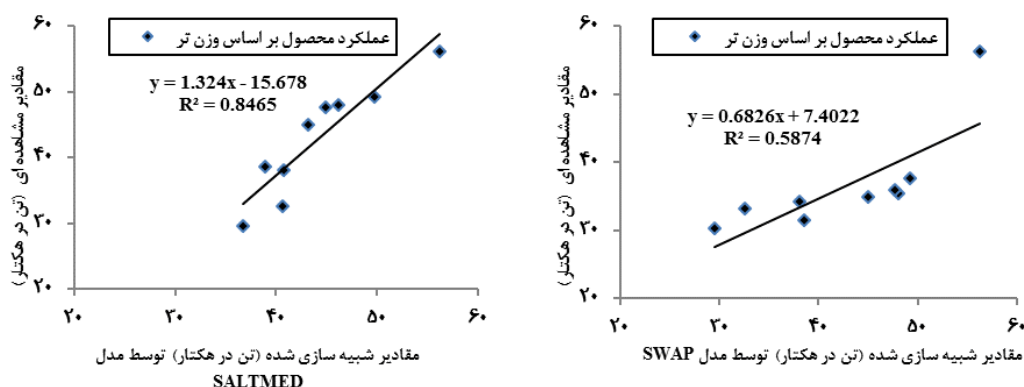 عملکرد محصول بر اساس وزن تر
y = 1.324x - 15.678
R² = 0.8465
مقادیر مشاهده ای (تن در هکتار)
۶۰
۵۰
۴۰
۳۰
۲۰
۲۰ ۳۰ ۴۰ ۵۰ ۶۰
مقادیر شبیه سازی شده (تن در هکتار) توسط مدل
SALTMED
عملکرد محصول بر اساس وزن تر
y = 0.6826x + 7.4022
R² = 0.5874
مقادیر مشاهده ای (تن در هکتار)
۶۰
۵۰
۴۰
۳۰
۲۰
۲۰ ۳۰ ۴۰ ۵۰ ۶۰
مقادیر شبیه سازی شده (تن در هکتار) توسط مدل SWAP